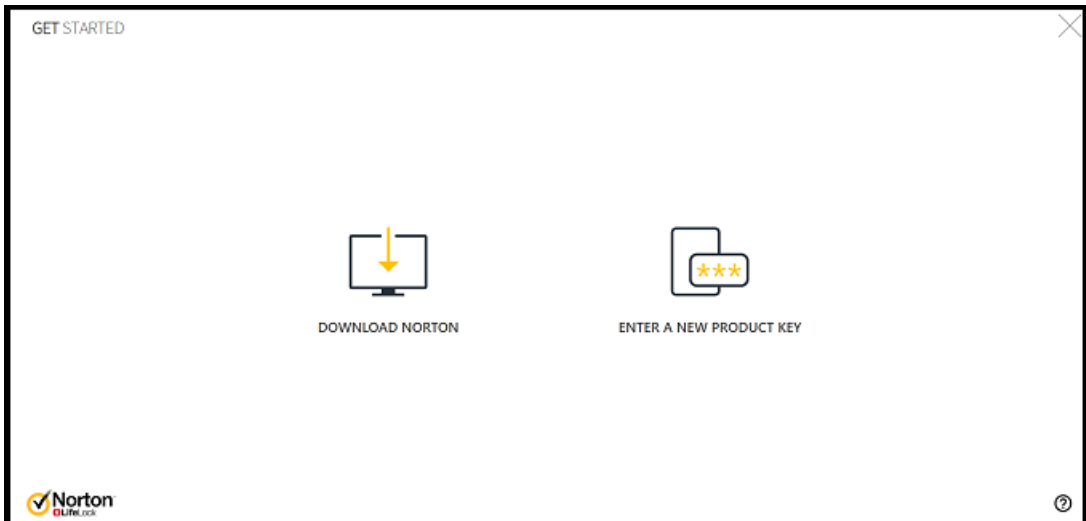 GET STARTED
***
DOWNLOAD NORTON
ENTER A NEW PRODUCT KEY
Norton
LifeLock
?